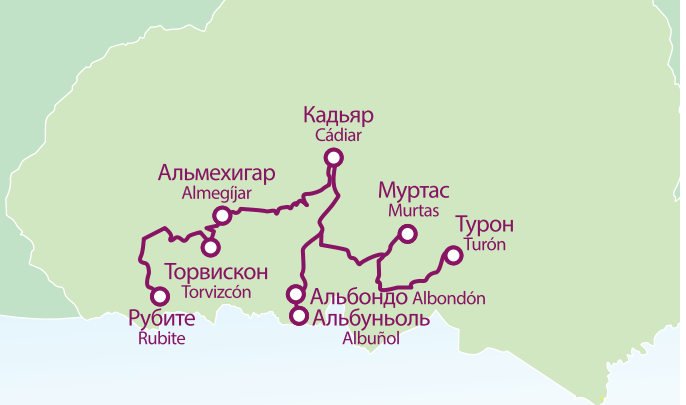 Кадьяр
Cádiar
Альмехигар
Almegíjar
Муртас
Murtas
Турон
Turón
Торвискон
Torvizcón
Альбондо Albondón
Рубите
Rubite
Альбуньоль
Albuñol